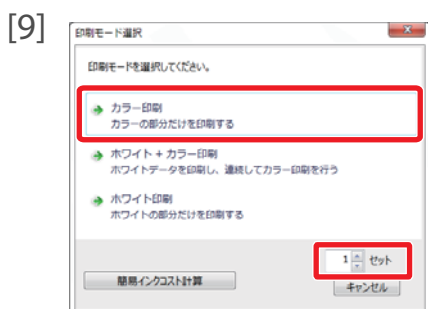 [9]
印刷モード選択
印刷モードを選択してください。
カラー印刷
カラーの部分だけを印刷する
ホワイト + カラー印刷
ホワイトデータを印刷し、連続してカラー印刷を行う
ホワイト印刷
ホワイトの部分だけを印刷する
1 セット
簡易インクコスト計算
キャンセル